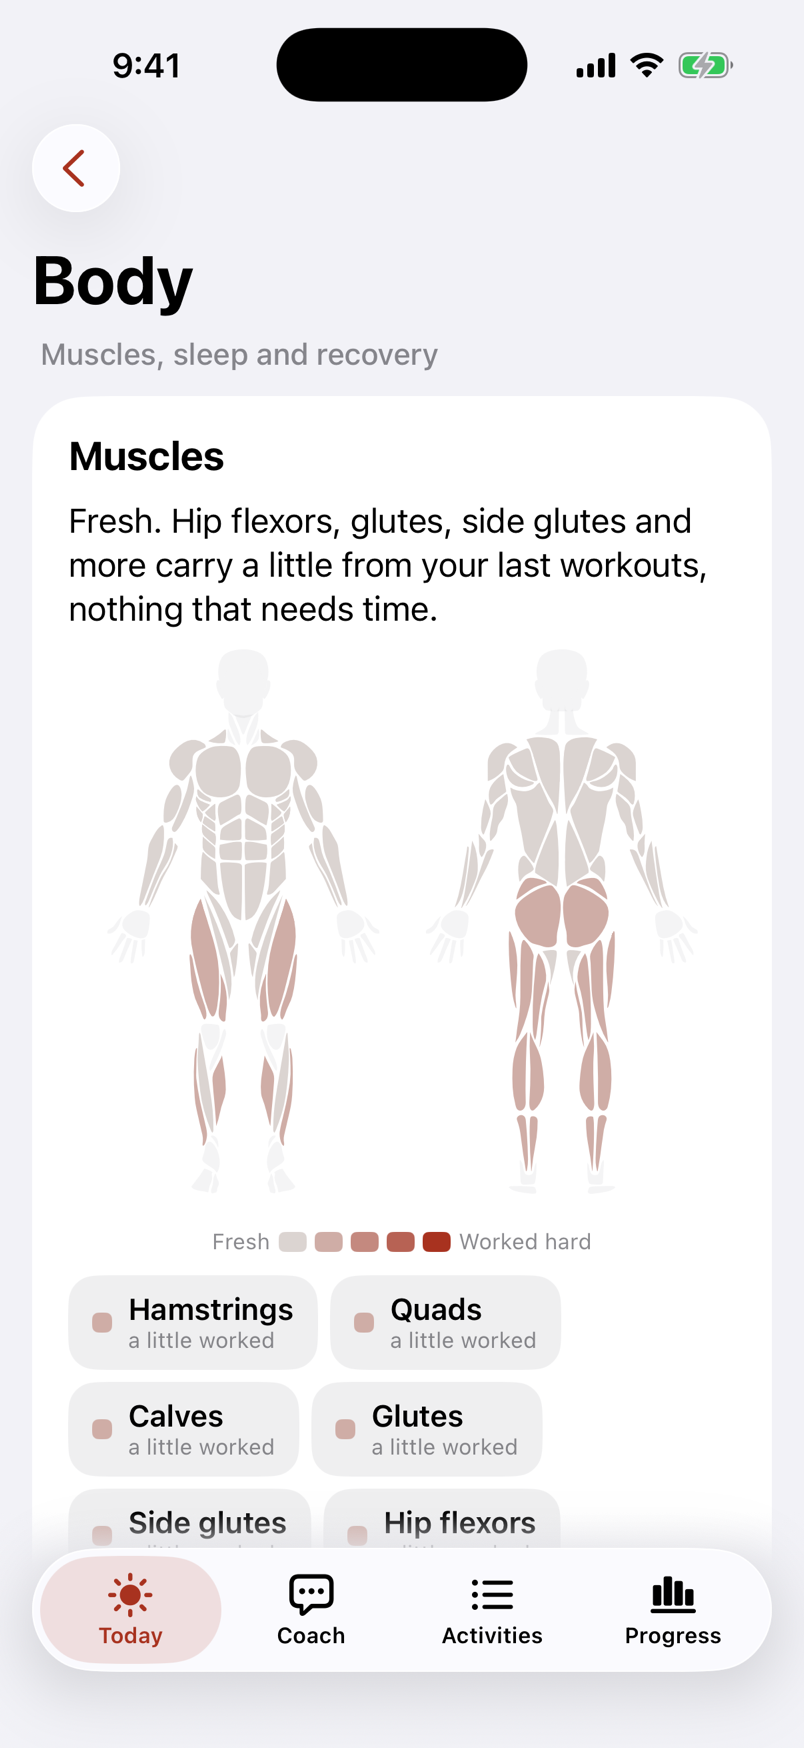 9:41
Body
Muscles, sleep and recovery
Muscles
Fresh. Hip flexors, glutes, side glutes and
more carry a little from your last workouts,
nothing that needs time.
Fresh
Worked hard
Hamstrings
a little worked
Quads
a little worked
Calves
a little worked
Glutes
a little worked
Side glutes
Hip flexors
Today
Coach
Activities
Progress